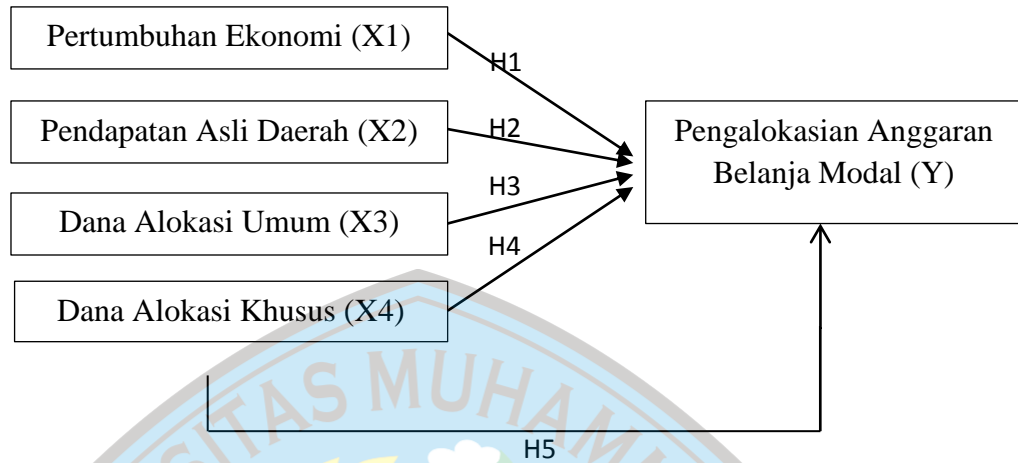 Pertumbuhan Ekonomi (X1)
H1
Pendapatan Asli Daerah (X2)
H2
Pengalokasian Anggaran
Belanja Modal (Y)
H3
Dana Alokasi Umum (X3)
H4
Dana Alokasi Khusus (X4)
SITAS MUHAM
H5